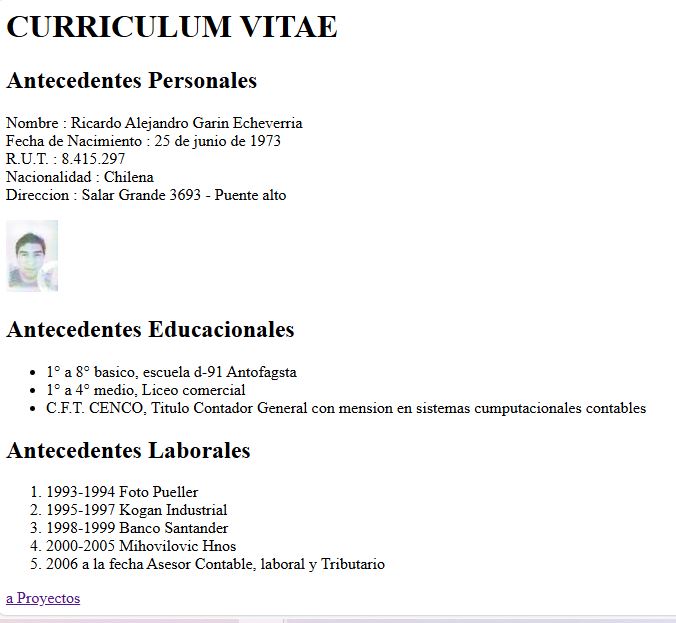 CURRICULUM VITAE
Antecedentes Personales
Nombre : Ricardo Alejandro Garin Echeverria
Fecha de Nacimiento : 25 de junio de 1973
R.U.T. : 8.415.297
Nacionalidad : Chilena
Direccion : Salar Grande 3693 - Puente alto
Antecedentes Educacionales
• 1° a 8° basico, escuela d-91 Antofagsta
• 1° a 4° medio, Liceo comercial
• C.F.T. CENCO, Titulo Contador General con mension en sistemas cumputacionales contables
Antecedentes Laborales
1. 1993-1994 Foto Pueller
2. 1995-1997 Kogan Industrial
3. 1998-1999 Banco Santander
4. 2000-2005 Mihovilovic Hnos
5. 2006 a la fecha Asesor Contable, laboral y Tributario
a Proyectos